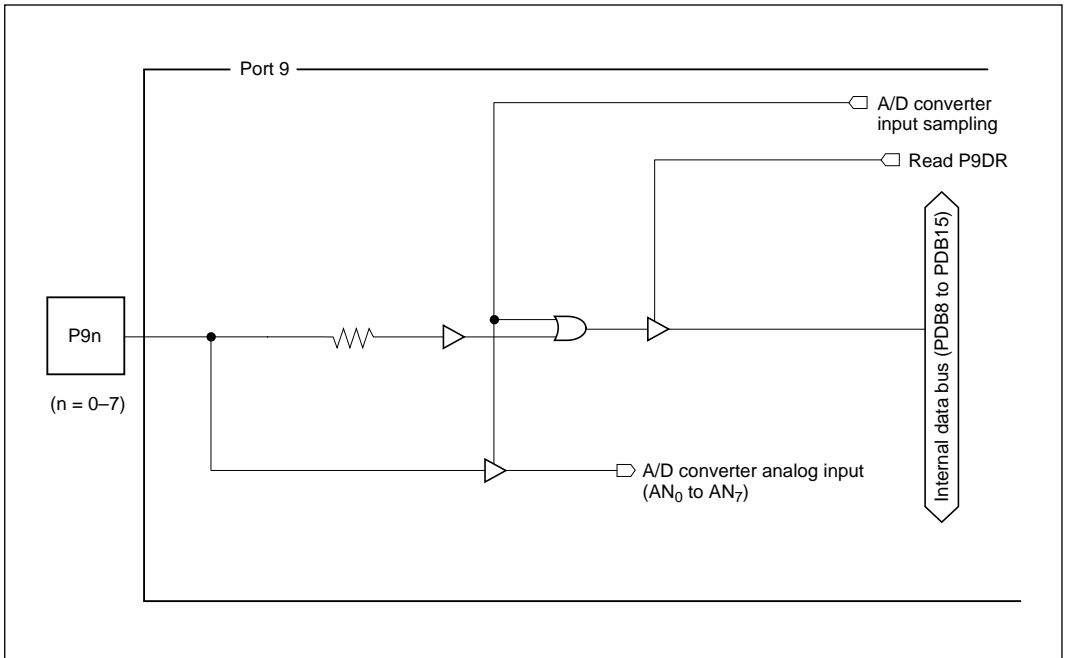 Port 9
A/D converter
input sampling
Read P9DR
Internal data bus (PDB8 to PDB15)
P9n
(n = 0–7)
A/D converter analog input
(AN0 to AN7)